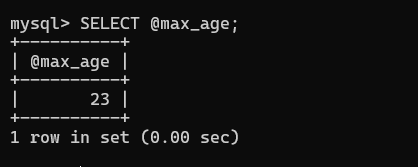 mysql> SELECT @max_age;
+----------+
| @max_age |
+----------+
|       23 |
+----------+
1 row in set (0.00 sec)